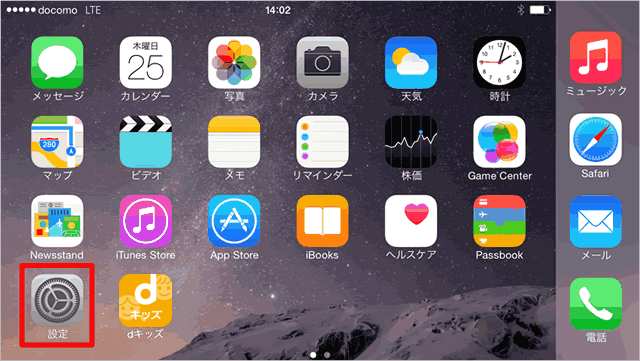 docomo LTE 14:02
木曜日
25
メッセージ カレンダー 写真 カメラ 天気 時計 ミュージック
280
マップ ビデオ メモ リマインダー 株価 Game Center Safari
Newsstand iTunes Store App Store iBooks ヘルスケア Passbook メール
d
キッズ
設定 dキッズ 電話